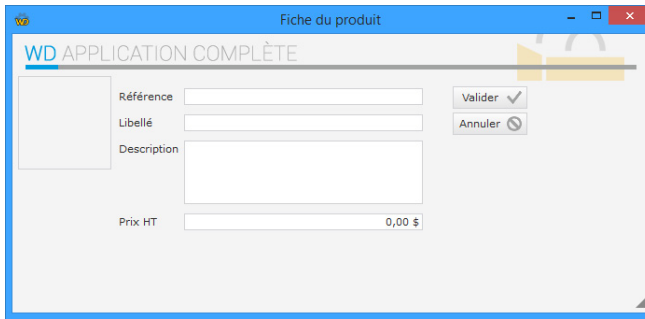 Fiche du produit
WD APPLICATION COMPLÈTE
Référence
Valider
Libellé
Annuler
Description
Prix HT
0,00 $